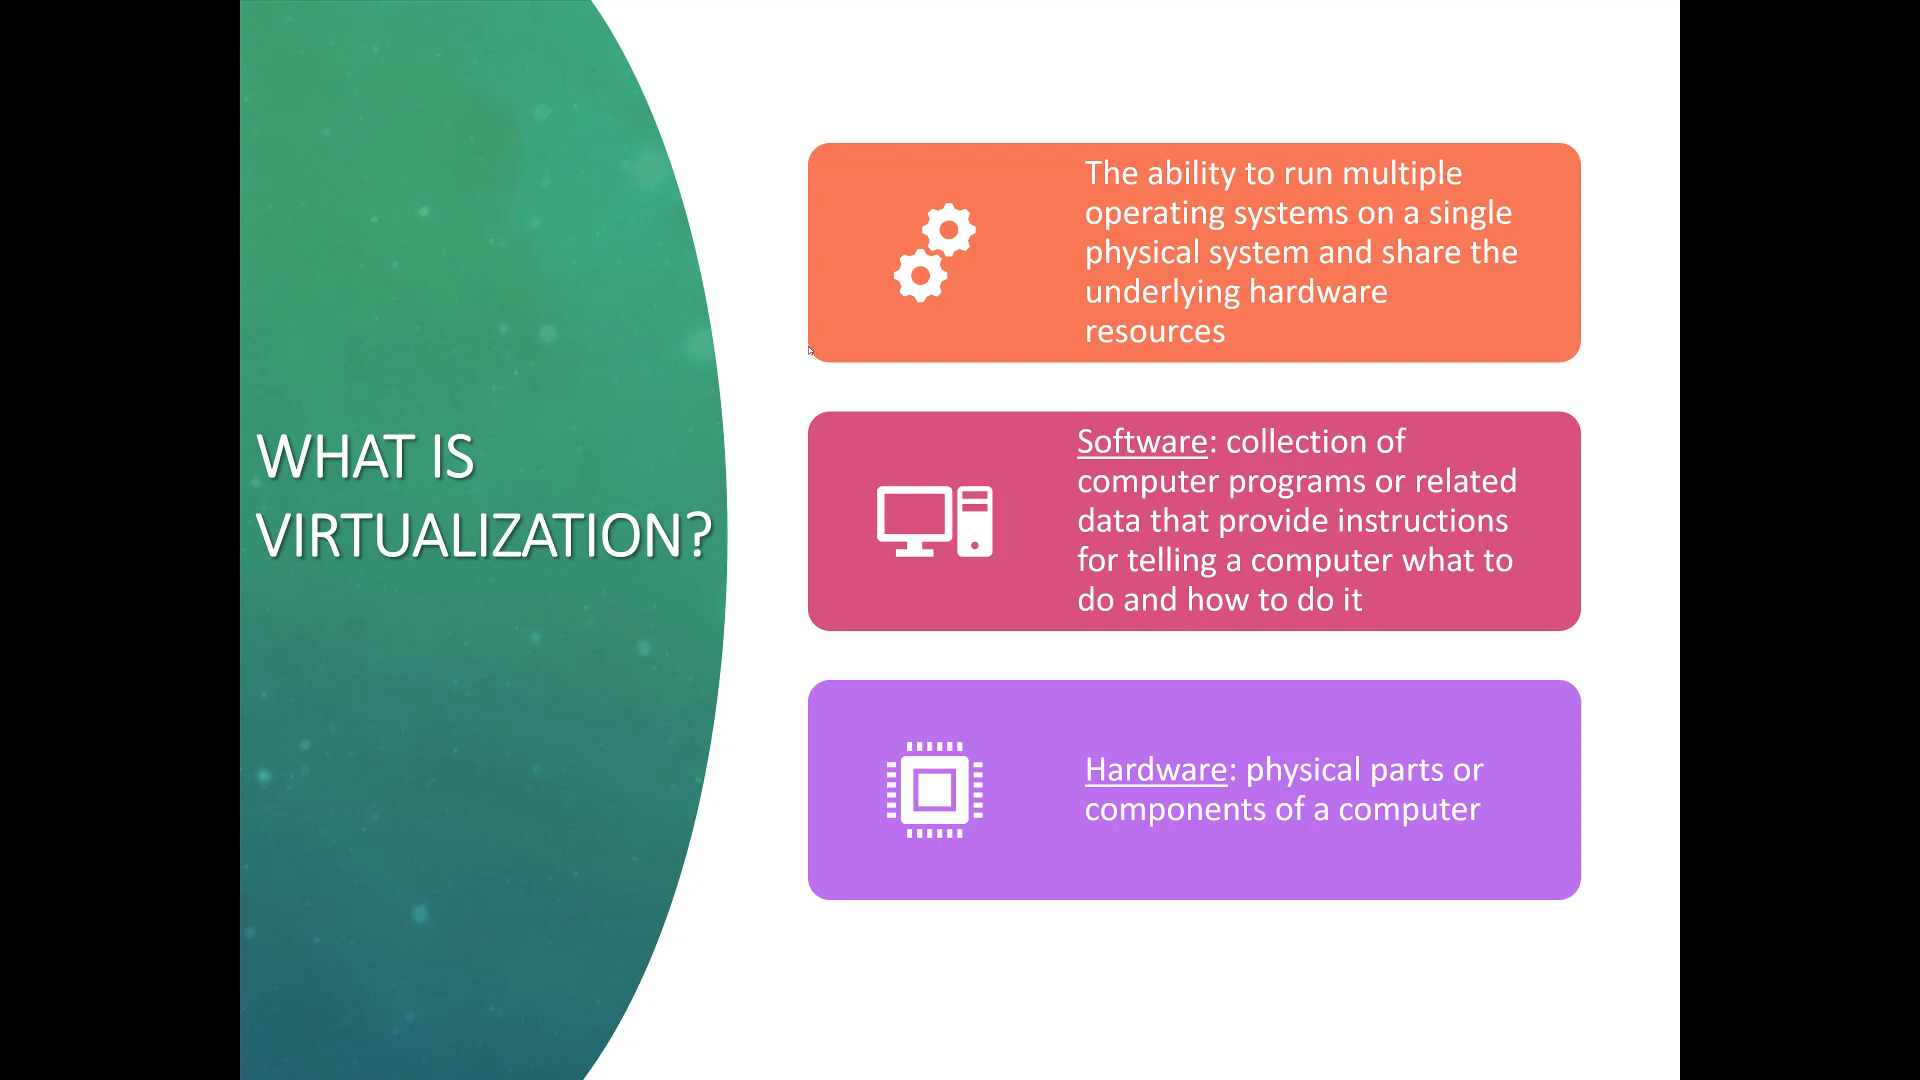 WHAT IS
VIRTUALIZATION?
The ability to run multiple
operating systems on a single
physical system and share the
underlying hardware
resources
Software: collection of
computer programs or related
data that provide instructions
for telling a computer what to
do and how to do it
Hardware: physical parts or
components of a computer